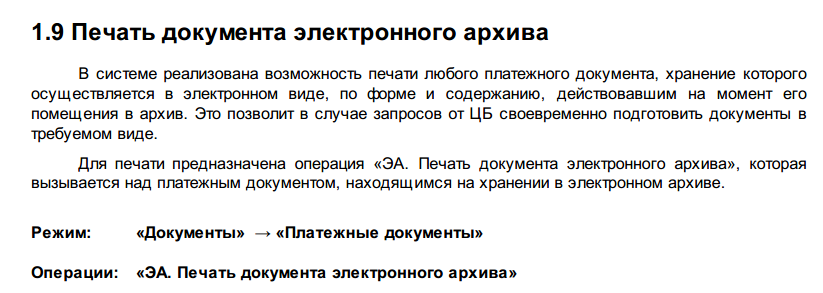 1.9 Печать документа электронного архива
В системе реализована возможность печати любого платежного документа, хранение которого
осуществляется в электронном виде, по форме и содержанию, действовавшим на момент его
помещения в архив. Это позволит в случае запросов от ЦБ своевременно подготовить документы в
требуемом виде.
Для печати предназначена операция «ЭА. Печать документа электронного архива», которая
вызывается над платежным документом, находящимся на хранении в электронном архиве.
Режим: «Документы» → «Платежные документы»
Операции: «ЭА. Печать документа электронного архива»